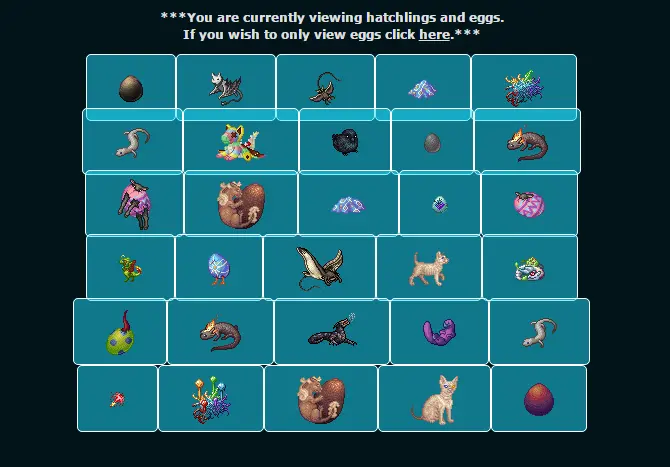 ***You are currently viewing hatchlings and eggs.
If you wish to only view eggs click here.***